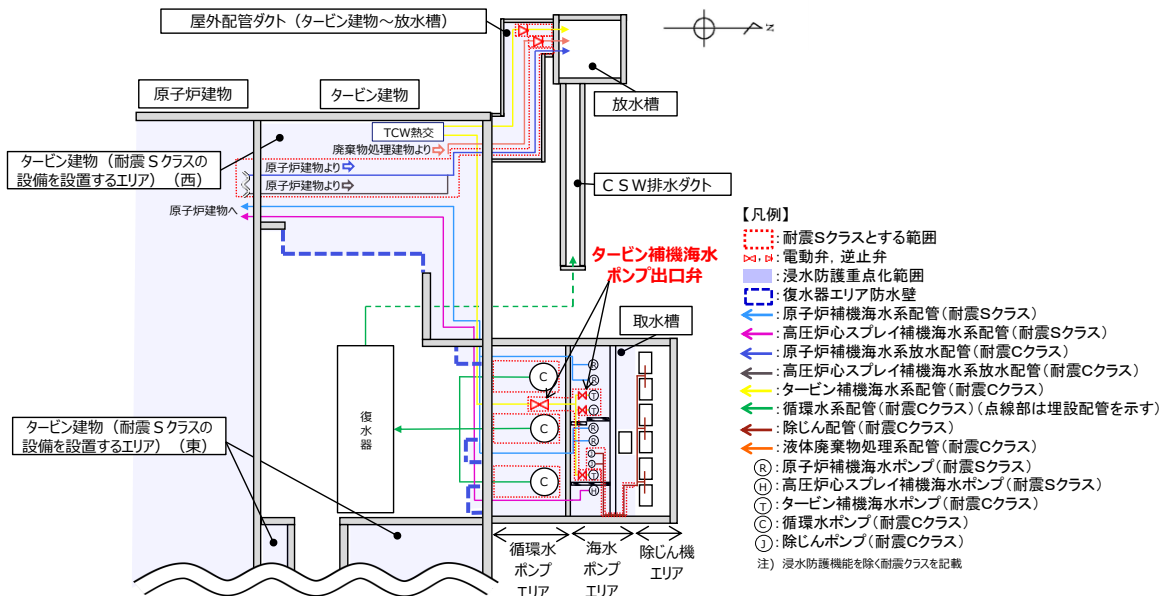 屋外配管ダクト（タービン建物～放水槽）
N
原子炉建物
タービン建物
放水槽
TCW熱交
廃棄物処理建物より
タービン建物（耐震Ｓクラスの
設備を設置するエリア）（西）
原子炉建物より
原子炉建物より
原子炉建物へ
ＣＳＷ排水ダクト
タービン補機海水
ポンプ出口弁
取水槽
復水器
タービン建物（耐震Ｓクラスの
設備を設置するエリア）（東）
C
C
C
R
R
T
T
R
R
J
J
T
H
循環水
ポンプ
エリア
海水
ポンプ
エリア
除じん機
エリア
【凡例】
：耐震Sクラスとする範囲
，：電動弁，逆止弁
：浸水防護重点化範囲
：復水器エリア防水壁
：原子炉補機海水系配管（耐震Sクラス）
：高圧炉心スプレイ補機海水系配管（耐震Sクラス）
：原子炉補機海水系放水配管（耐震Cクラス）
：高圧炉心スプレイ補機海水系放水配管（耐震Cクラス）
：タービン補機海水系配管（耐震Cクラス）
：循環水系配管（耐震Cクラス）（点線部は埋設配管を示す）
：除じん配管（耐震Cクラス）
：液体廃棄物処理系配管（耐震Cクラス）
R：原子炉補機海水ポンプ（耐震Sクラス）
H：高圧炉心スプレイ補機海水ポンプ（耐震Sクラス）
T：タービン補機海水ポンプ（耐震Cクラス）
C：循環水ポンプ（耐震Cクラス）
J：除じんポンプ（耐震Cクラス）
注）浸水防護機能を除く耐震クラスを記載